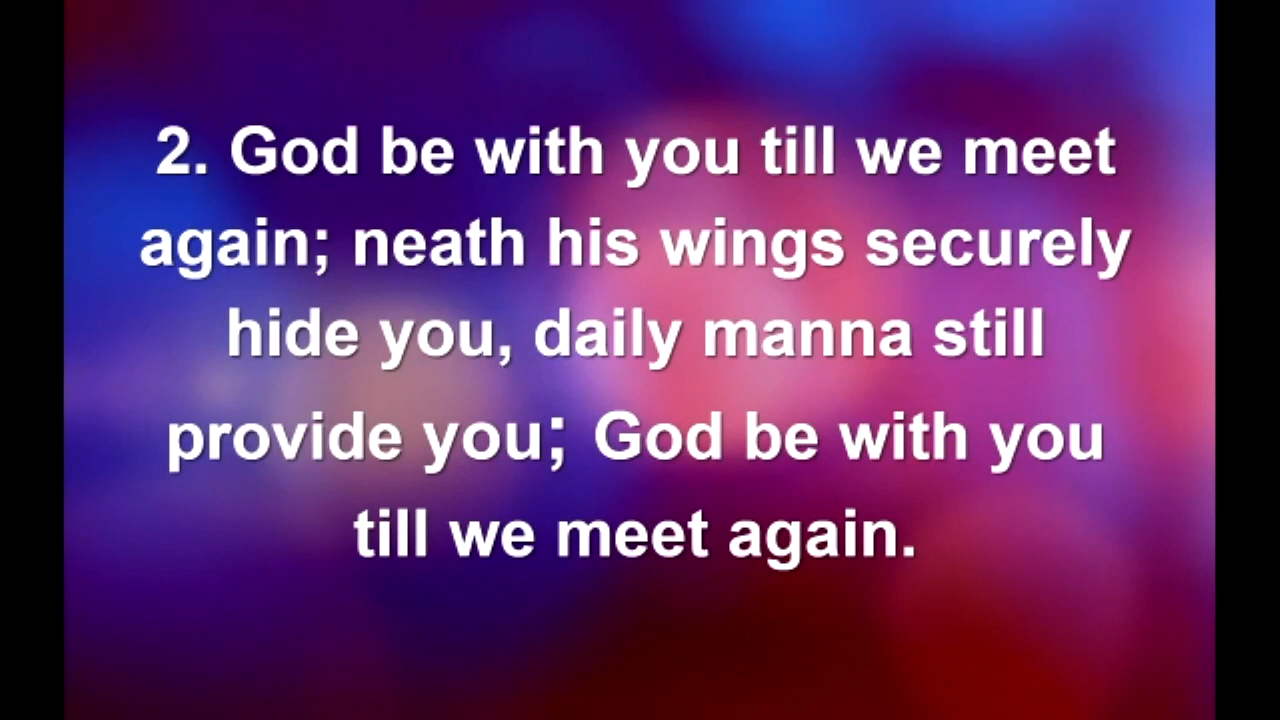 2. God be with you till we meet
again; neath his wings securely
hide you, daily manna still
provide you; God be with you
till we meet again.